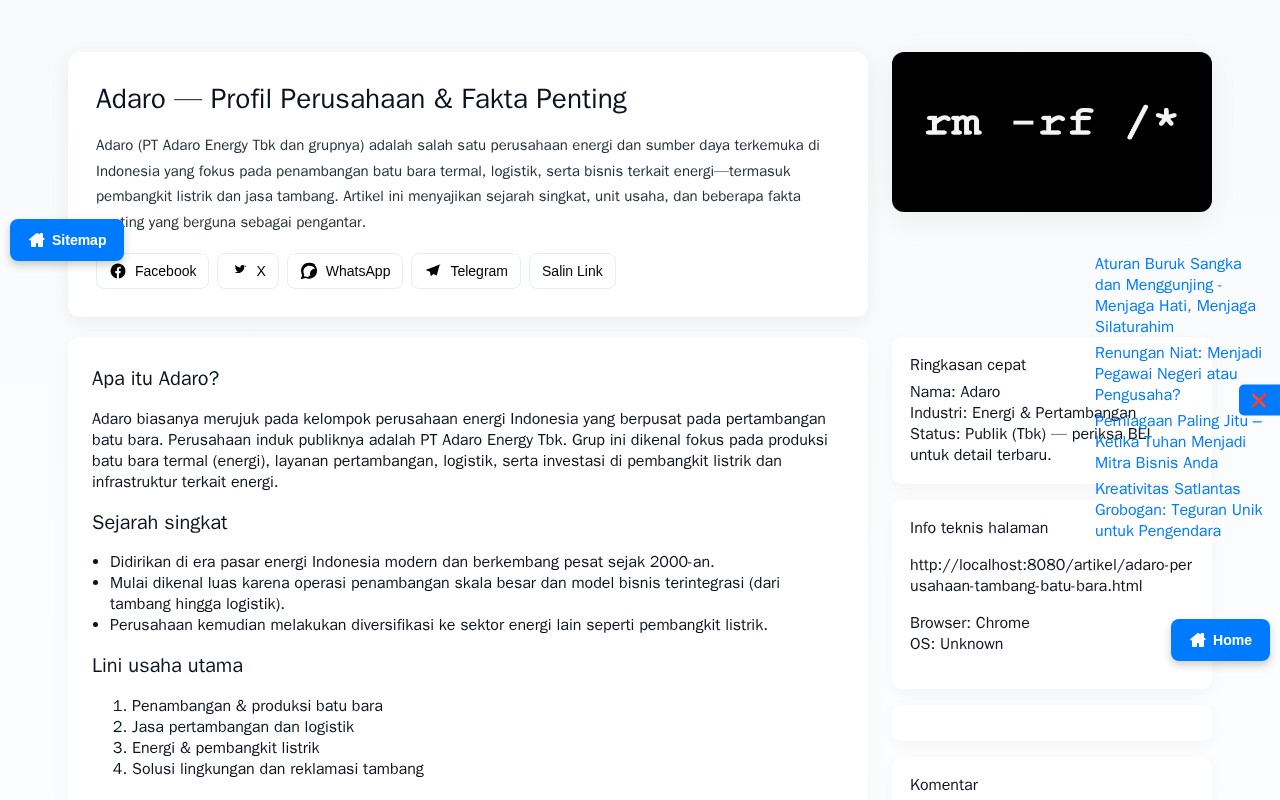 Adaro — Profil Perusahaan & Fakta Penting
Adaro (PT Adaro Energy Tbk dan grupnya) adalah salah satu perusahaan energi dan sumber daya terkemuka di
Indonesia yang fokus pada penambangan batu bara termal, logistik, serta bisnis terkait energi—termasuk
pembangkit listrik dan jasa tambang. Artikel ini menyajikan sejarah singkat, unit usaha, dan beberapa fakta
yang berguna sebagai pengantar.
Sitemap
Facebook
X
WhatsApp
Telegram
Salin Link
Apa itu Adaro?
Adaro biasanya merujuk pada kelompok perusahaan energi Indonesia yang berpusat pada pertambangan
batu bara. Perusahaan induk publiknya adalah PT Adaro Energy Tbk. Grup ini dikenal fokus pada produksi
batu bara termal (energi), layanan pertambangan, logistik, serta investasi di pembangkit listrik dan
infrastruktur terkait energi.
Sejarah singkat
• Didirikan di era pasar energi Indonesia modern dan berkembang pesat sejak 2000-an.
• Mulai dikenal luas karena operasi penambangan skala besar dan model bisnis terintegrasi (dari
tambang hingga logistik).
• Perusahaan kemudian melakukan diversifikasi ke sektor energi lain seperti pembangkit listrik.
Lini usaha utama
1. Penambangan & produksi batu bara
2. Jasa pertambangan dan logistik
3. Energi & pembangkit listrik
4. Solusi lingkungan dan reklamasi tambang
rm -rf /*
Aturan Buruk Sangka
dan Menggunjing -
Menjaga Hati, Menjaga
Silaturahim
Renungan Niat: Menjadi
Pegawai Negeri atau
Pengusaha?
Perniagaan Paling Jitu –
Ketika Tuhan Menjadi
Mitra Bisnis Anda
Kreativitas Satlantas
Grobogan: Teguran Unik
untuk Pengendara
Ringkasan cepat
Nama: Adaro
Industri: Energi & Pertambangan
Status: Publik (Tbk) — periksa BEI
untuk detail terbaru.
Info teknis halaman
http://localhost:8080/artikel/adaro-per
usahaan-tambang-batu-bara.html
Browser: Chrome
OS: Unknown
Home
Komentar